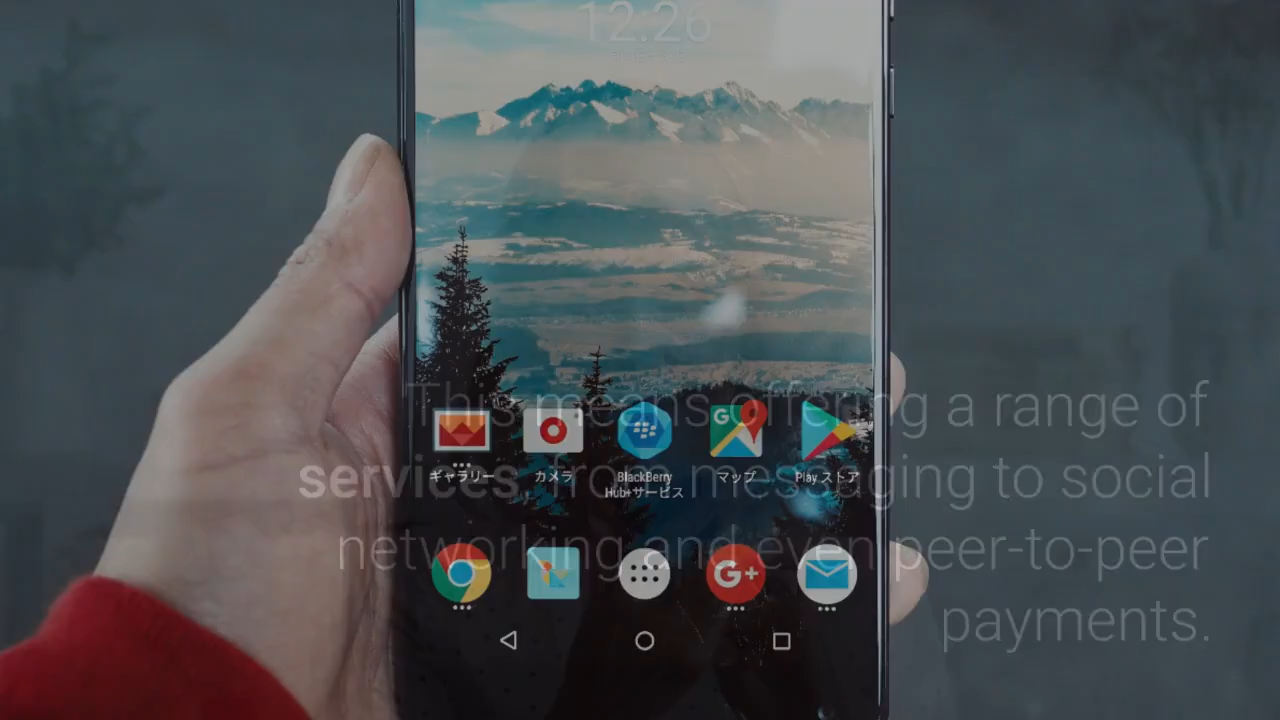 12:26
This means offering a range of
services, from messaging to social
networking and even peer-to-peer
payments.
ギャラリー
カメラ
BlackBerry
Hub+サービス
マップ
Play ストア
G+